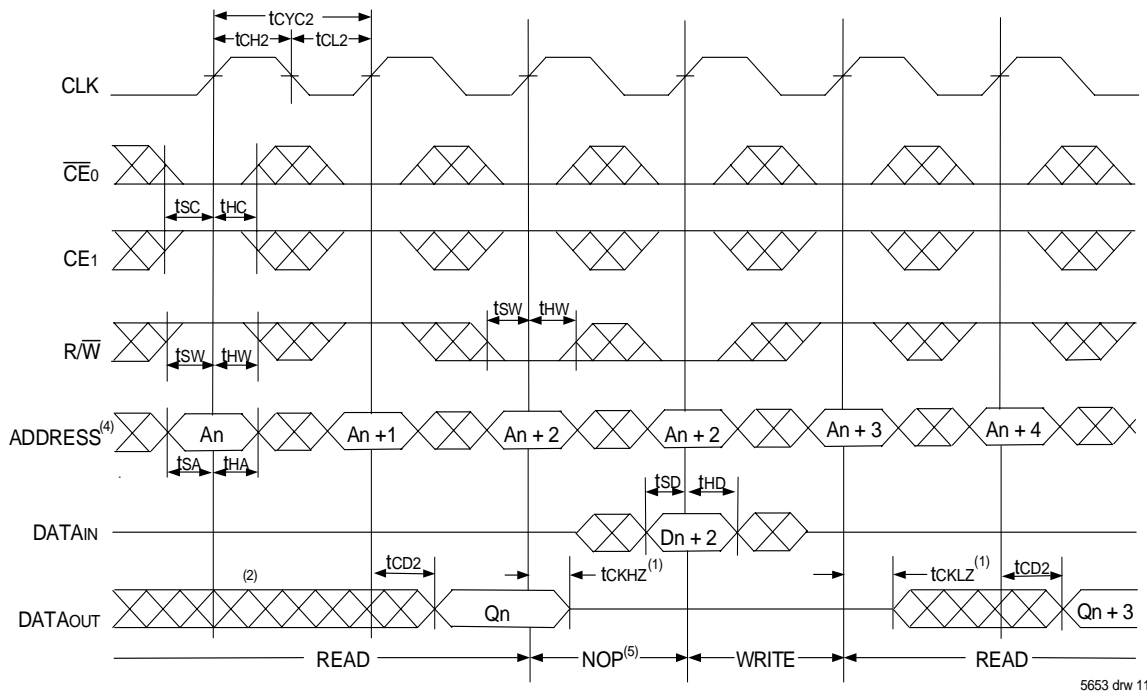 tCYC2
tCH2 tCL2
CLK
CE0
tSC tHC
CE1
tSW tHW
R/W
tSW tHW
ADDRESS(4) An An +1 An + 2 An + 2 An + 3 An + 4
tSA tHA
tSD tHD
DATAIN Dn + 2
tCD2 tCKHZ(1) tCKLZ(1) tCD2
(2)
DATAOUT Qn Qn + 3
READ NOP(5) WRITE READ
5653 drw 11